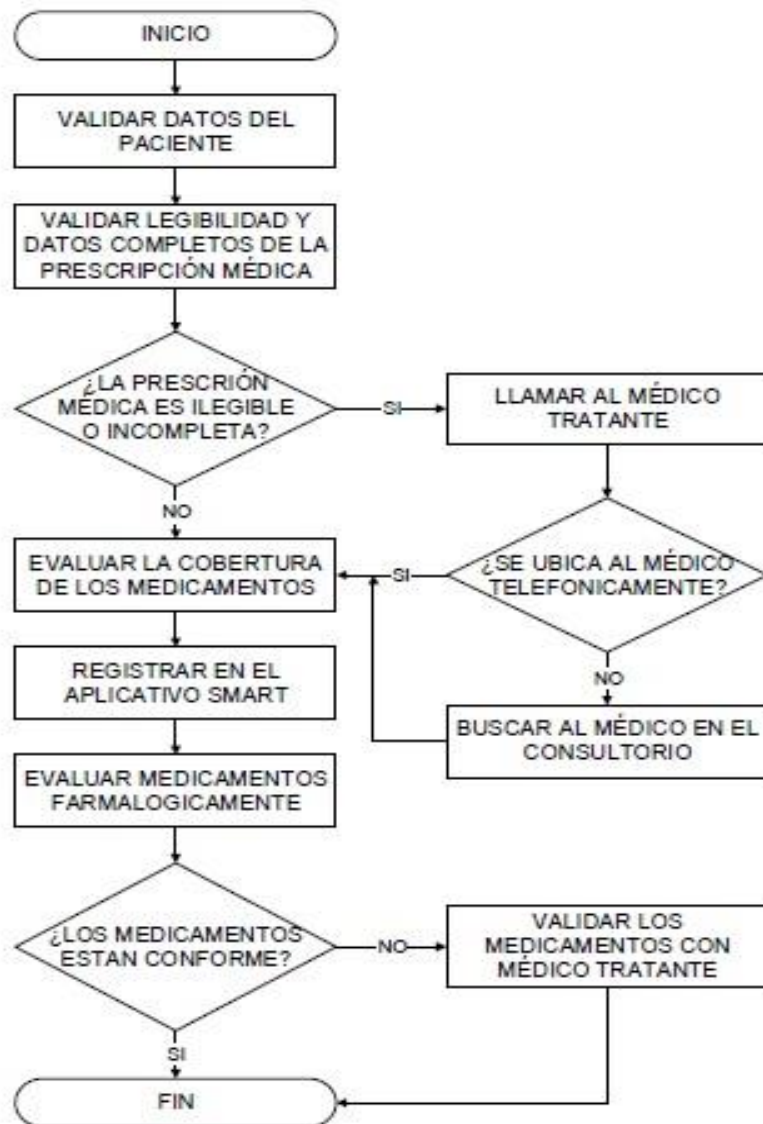 INICIO
VALIDAR DATOS DEL
PACIENTE
VALIDAR LEGIBILIDAD Y
DATOS COMPLETOS DE LA
PRESCRIPCIÓN MÉDICA
¿LA PRESCRIÓN
MÉDICA ES ILEGIBLE
O INCOMPLETA?
SI
LLAMAR AL MÉDICO
TRATANTE
NO
¿SE UBICA AL MÉDICO
TELEFONICAMENTE?
SI
EVALUAR LA COBERTURA
DE LOS MEDICAMENTOS
NO
BUSCAR AL MÉDICO EN EL
CONSULTORIO
REGISTRAR EN EL
APLICATIVO SMART
EVALUAR MEDICAMENTOS
FARMALOGICAMENTE
¿LOS MEDICAMENTOS
ESTAN CONFORME?
NO
VALIDAR LOS
MEDICAMENTOS CON
MÉDICO TRATANTE
SI
FIN